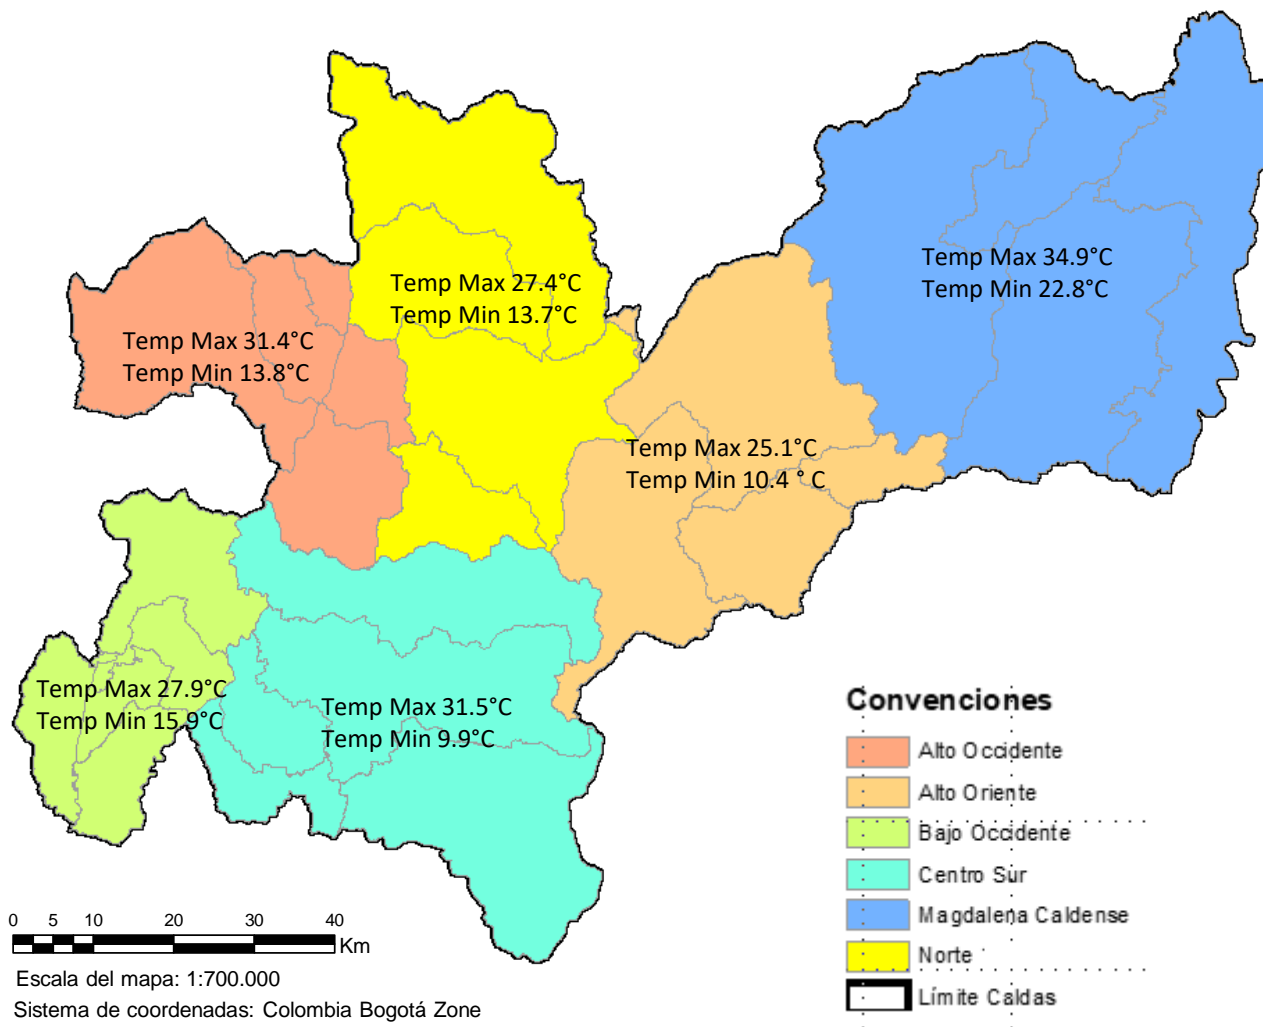 Temp Max 34.9°C
Temp Min 22.8°C
Temp Max 27.4°C
Temp Min 13.7°C
Temp Max 31.4°C
Temp Min 13.8°C
Temp Max 25.1°C
Temp Min 10.4 ° C
Temp Max 27.9°C
Temp Min 15.9°C
Temp Max 31.5°C
Temp Min 9.9°C
Convenciones
Alto Occidente
Alto Oriente
Bajo Occidente
Centro Sur
Magdalena Caldense
Norte
Límite Caldas
0 5 10 20 30 40
Km
Escala del mapa: 1:700.000
Sistema de coordenadas: Colombia Bogotá Zone